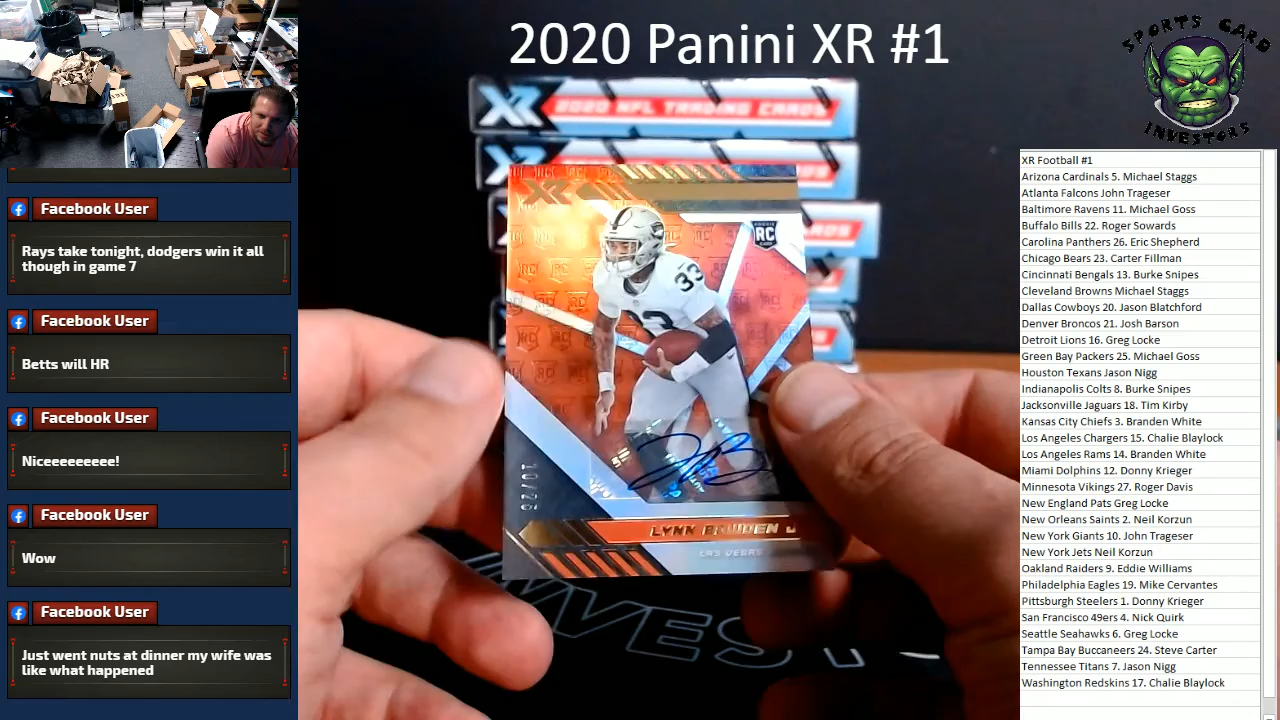 2020 Panini XR #1
SPORTS CARD
INVESTORS
XR 2020 NFL TRADING CARDS
XR
RC
33
33
10/25
LYNN BOWDEN J
LAS VEGAS
INVEST
Facebook User
Rays take tonight, dodgers win it all
though in game 7
Facebook User
Betts will HR
Facebook User
Niceeeeeeee!
Facebook User
Wow
Facebook User
Just went nuts at dinner my wife was
like what happened
XR Football #1
Arizona Cardinals 5. Michael Staggs
Atlanta Falcons John Trageser
Baltimore Ravens 11. Michael Goss
Buffalo Bills 22. Roger Sowards
Carolina Panthers 26. Eric Shepherd
Chicago Bears 23. Carter Fillman
Cincinnati Bengals 13. Burke Snipes
Cleveland Browns Michael Staggs
Dallas Cowboys 20. Jason Blatchford
Denver Broncos 21. Josh Barson
Detroit Lions 16. Greg Locke
Green Bay Packers 25. Michael Goss
Houston Texans Jason Nigg
Indianapolis Colts 8. Burke Snipes
Jacksonville Jaguars 18. Tim Kirby
Kansas City Chiefs 3. Branden White
Los Angeles Chargers 15. Chalie Blaylock
Los Angeles Rams 14. Branden White
Miami Dolphins 12. Donny Krieger
Minnesota Vikings 27. Roger Davis
New England Pats Greg Locke
New Orleans Saints 2. Neil Korzun
New York Giants 10. John Trageser
New York Jets Neil Korzun
Oakland Raiders 9. Eddie Williams
Philadelphia Eagles 19. Mike Cervantes
Pittsburgh Steelers 1. Donny Krieger
San Francisco 49ers 4. Nick Quirk
Seattle Seahawks 6. Greg Locke
Tampa Bay Buccaneers 24. Steve Carter
Tennessee Titans 7. Jason Nigg
Washington Redskins 17. Chalie Blaylock